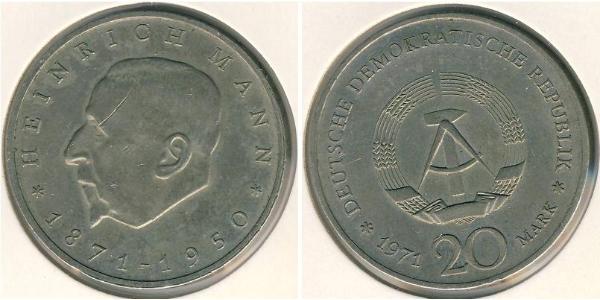 * HEINRICH MANN *
1871-1950
DEUTSCHE DEMOKRATISCHE REPUBLIK
* 1971 20 MARK *